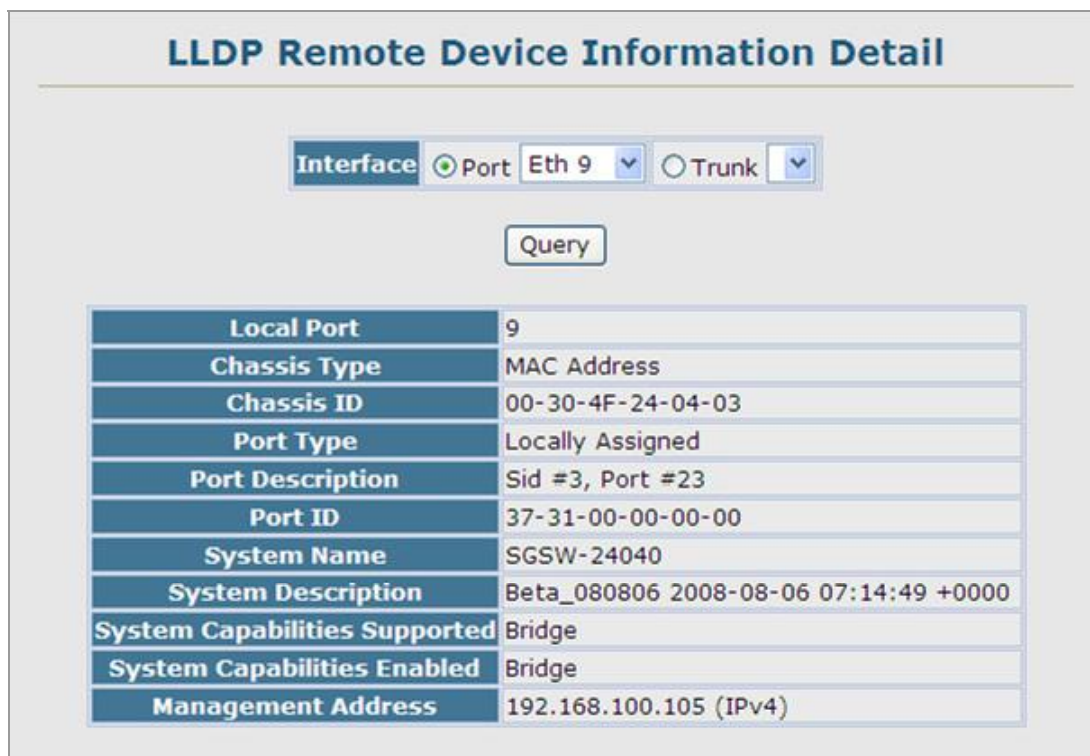 LLDP Remote Device Information Detail
Interface Port Eth 9 Trunk
Query
Local Port 9
Chassis Type MAC Address
Chassis ID 00-30-4F-24-04-03
Port Type Locally Assigned
Port Description Sid #3, Port #23
Port ID 37-31-00-00-00-00
System Name SGSW-24040
System Description Beta_080806 2008-08-06 07:14:49 +0000
System Capabilities Supported Bridge
System Capabilities Enabled Bridge
Management Address 192.168.100.105 (IPv4)